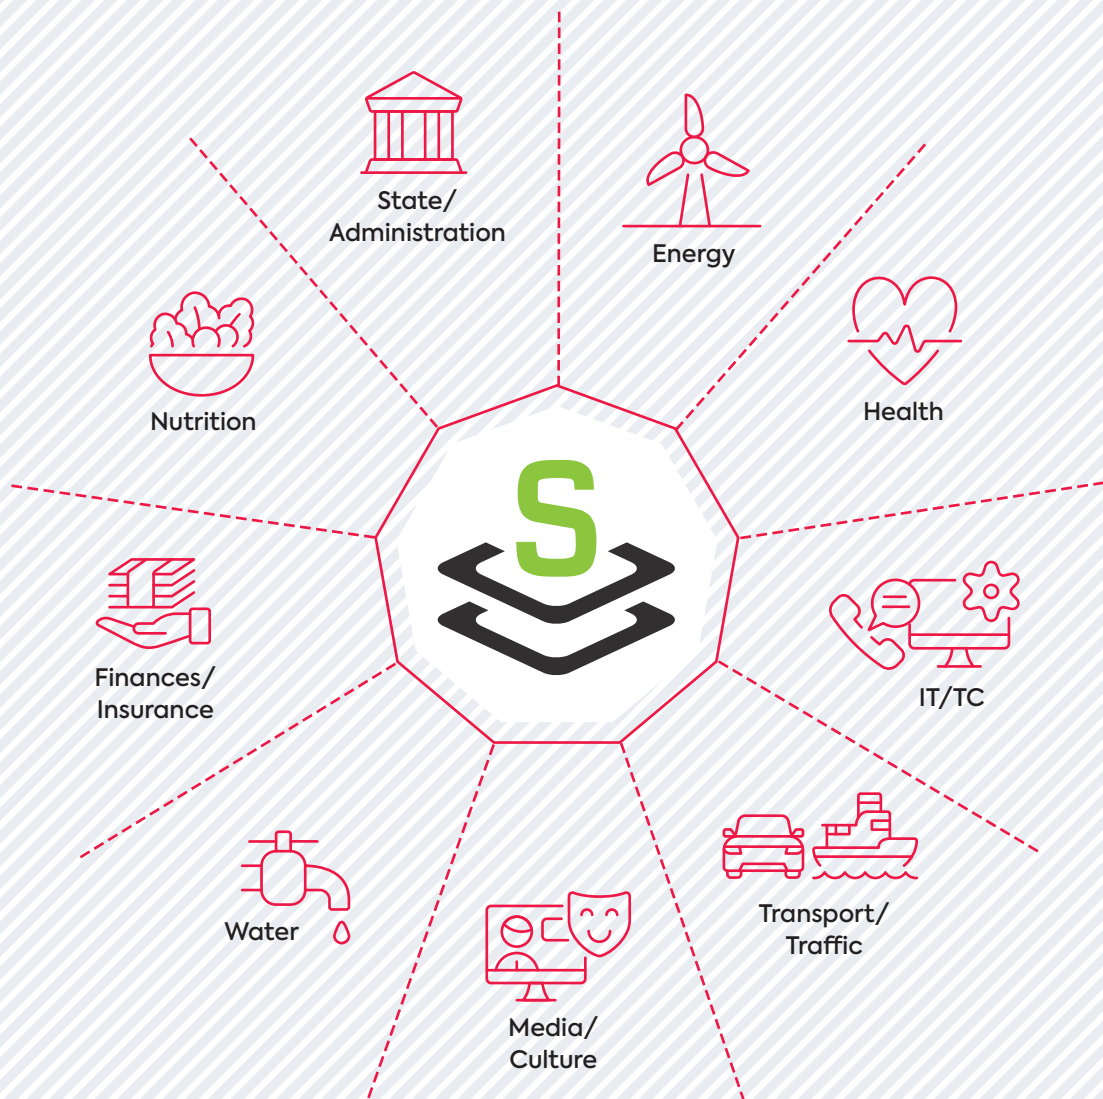 State/
Administration
Energy
Nutrition
Health
S
Finances/
Insurance
IT/TC
Water
Transport/
Traffic
Media/
Culture